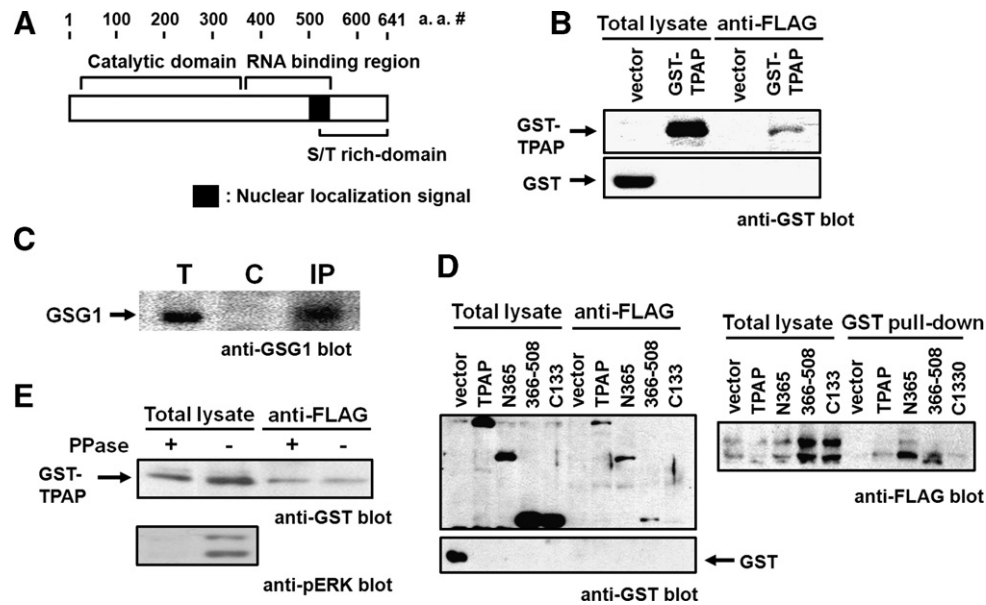 A
1 100 200 300 400 500 600 641 a. a. #
Catalytic domain RNA binding region
S/T rich-domain
: Nuclear localization signal
B
Total lysate anti-FLAG
vector GST-TPAP vector GST-TPAP
GST-
TPAP
GST
anti-GST blot
C
T C IP
GSG1
anti-GSG1 blot
D
Total lysate anti-FLAG
vector TPAP N365 366-508 C133 vector TPAP N365 366-508 C133
GST
anti-GST blot
Total lysate GST pull-down
vector TPAP N365 366-508 C133 vector TPAP N365 366-508 C1330
anti-FLAG blot
E
Total lysate anti-FLAG
PPase + - + -
GST-
TPAP
anti-GST blot
anti-pERK blot